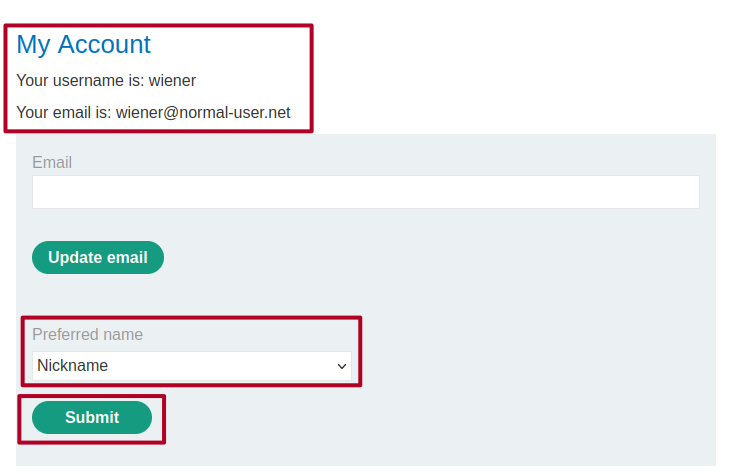 My Account
Your username is: wiener
Your email is: wiener@normal-user.net
Email
Update email
Preferred name
Nickname
Submit